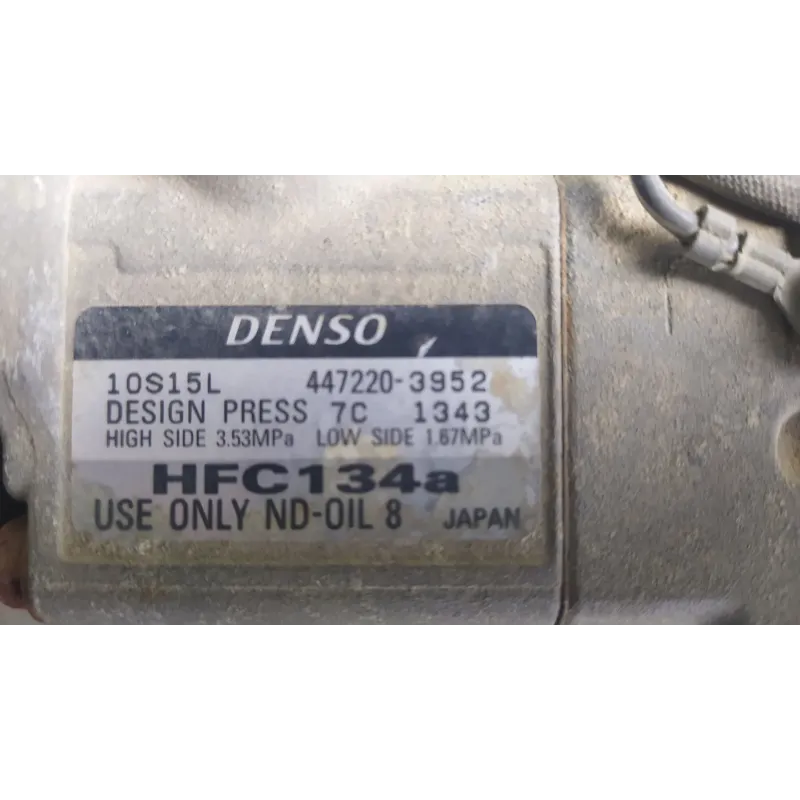 DENSO
10S15L 447220-3952
DESIGN PRESS 7C 1343
HIGH SIDE 3.53MPa LOW SIDE 1.67MPa
HFC134a
USE ONLY ND-OIL 8 JAPAN